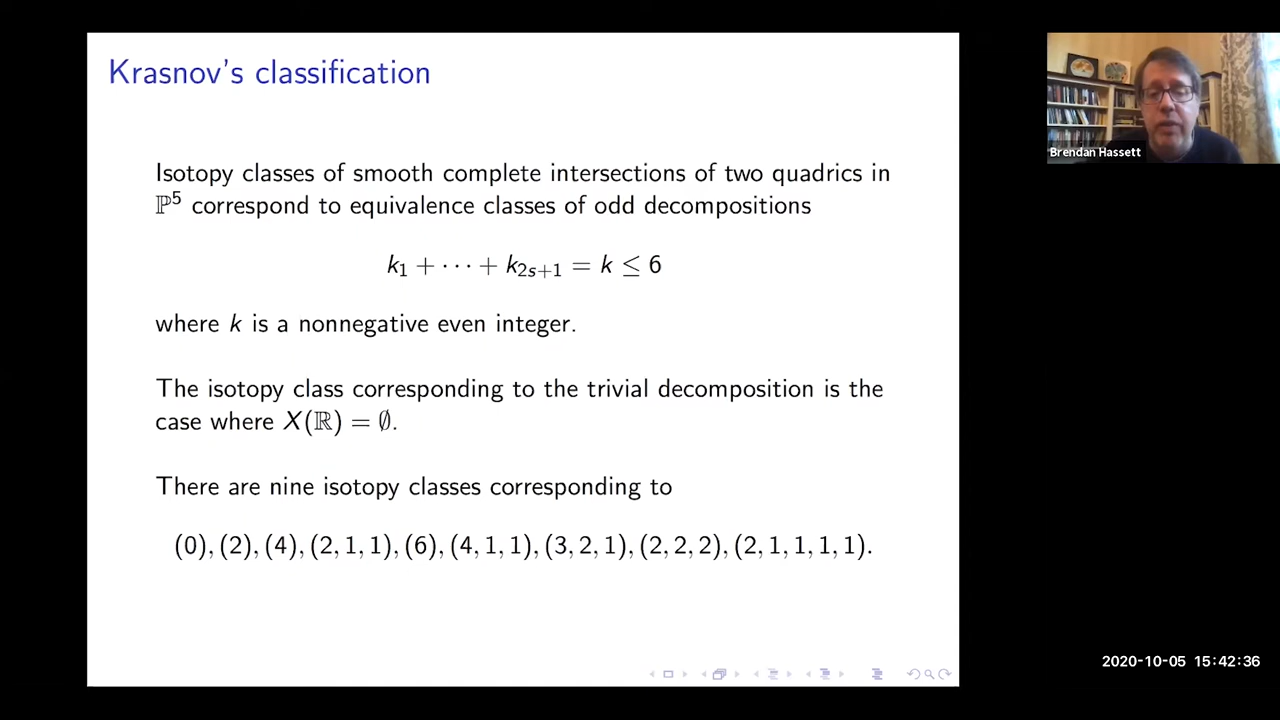 Krasnov's classification
Isotopy classes of smooth complete intersections of two quadrics in
ℙ⁵ correspond to equivalence classes of odd decompositions
k₁ + ··· + k₂ₛ₊₁ = k ≤ 6
where k is a nonnegative even integer.
The isotopy class corresponding to the trivial decomposition is the
case where X(ℝ) = ∅.
There are nine isotopy classes corresponding to
(0), (2), (4), (2, 1, 1), (6), (4, 1, 1), (3, 2, 1), (2, 2, 2), (2, 1, 1, 1, 1).
Brendan Hassett
2020-10-05 15:42:36